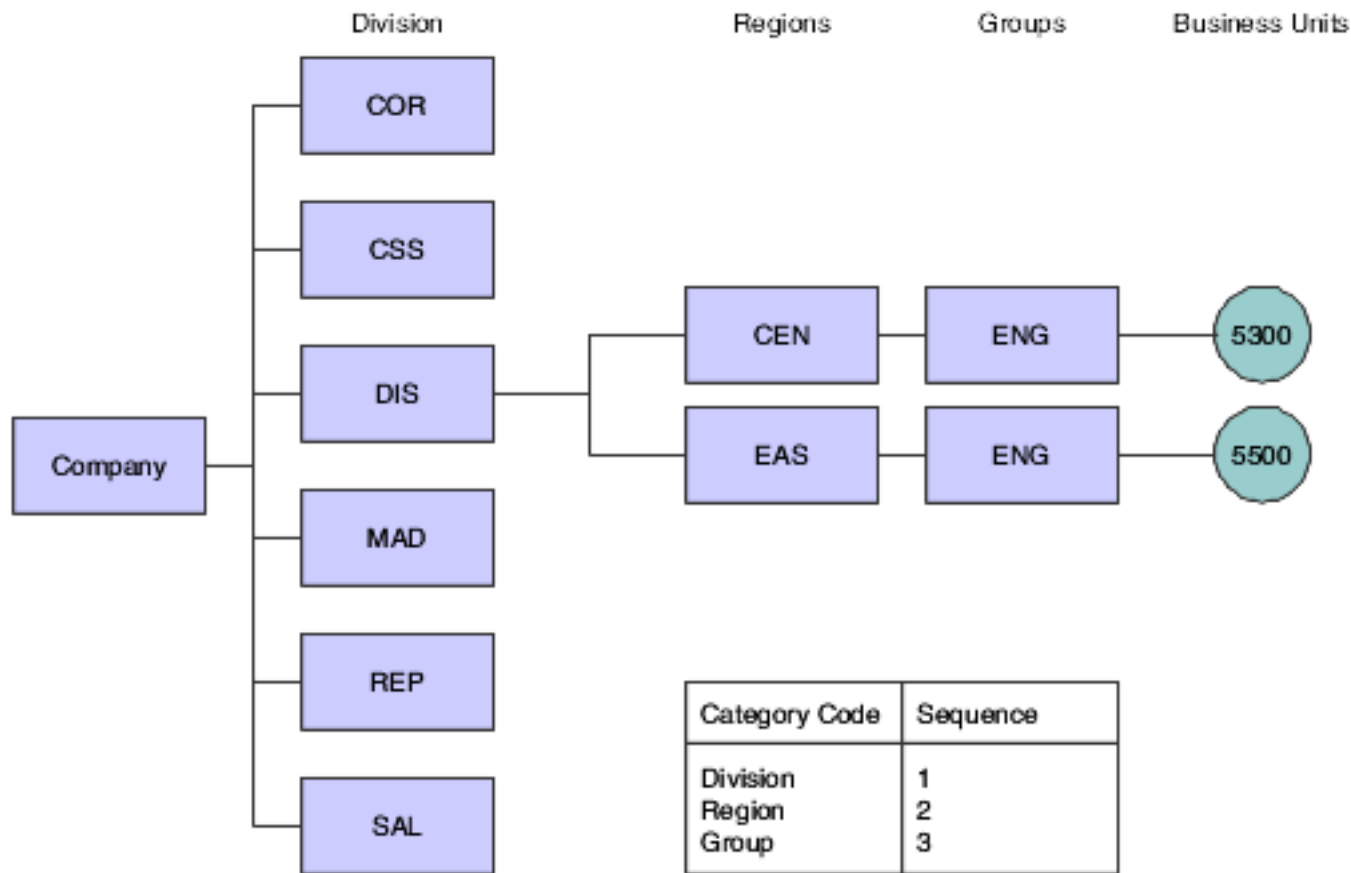 Division Regions Groups Business Units
COR
CSS
CEN ENG 5300
DIS
EAS ENG 5500
Company
MAD
REP
Category Code Sequence
Division 1
Region 2
SAL
Group 3